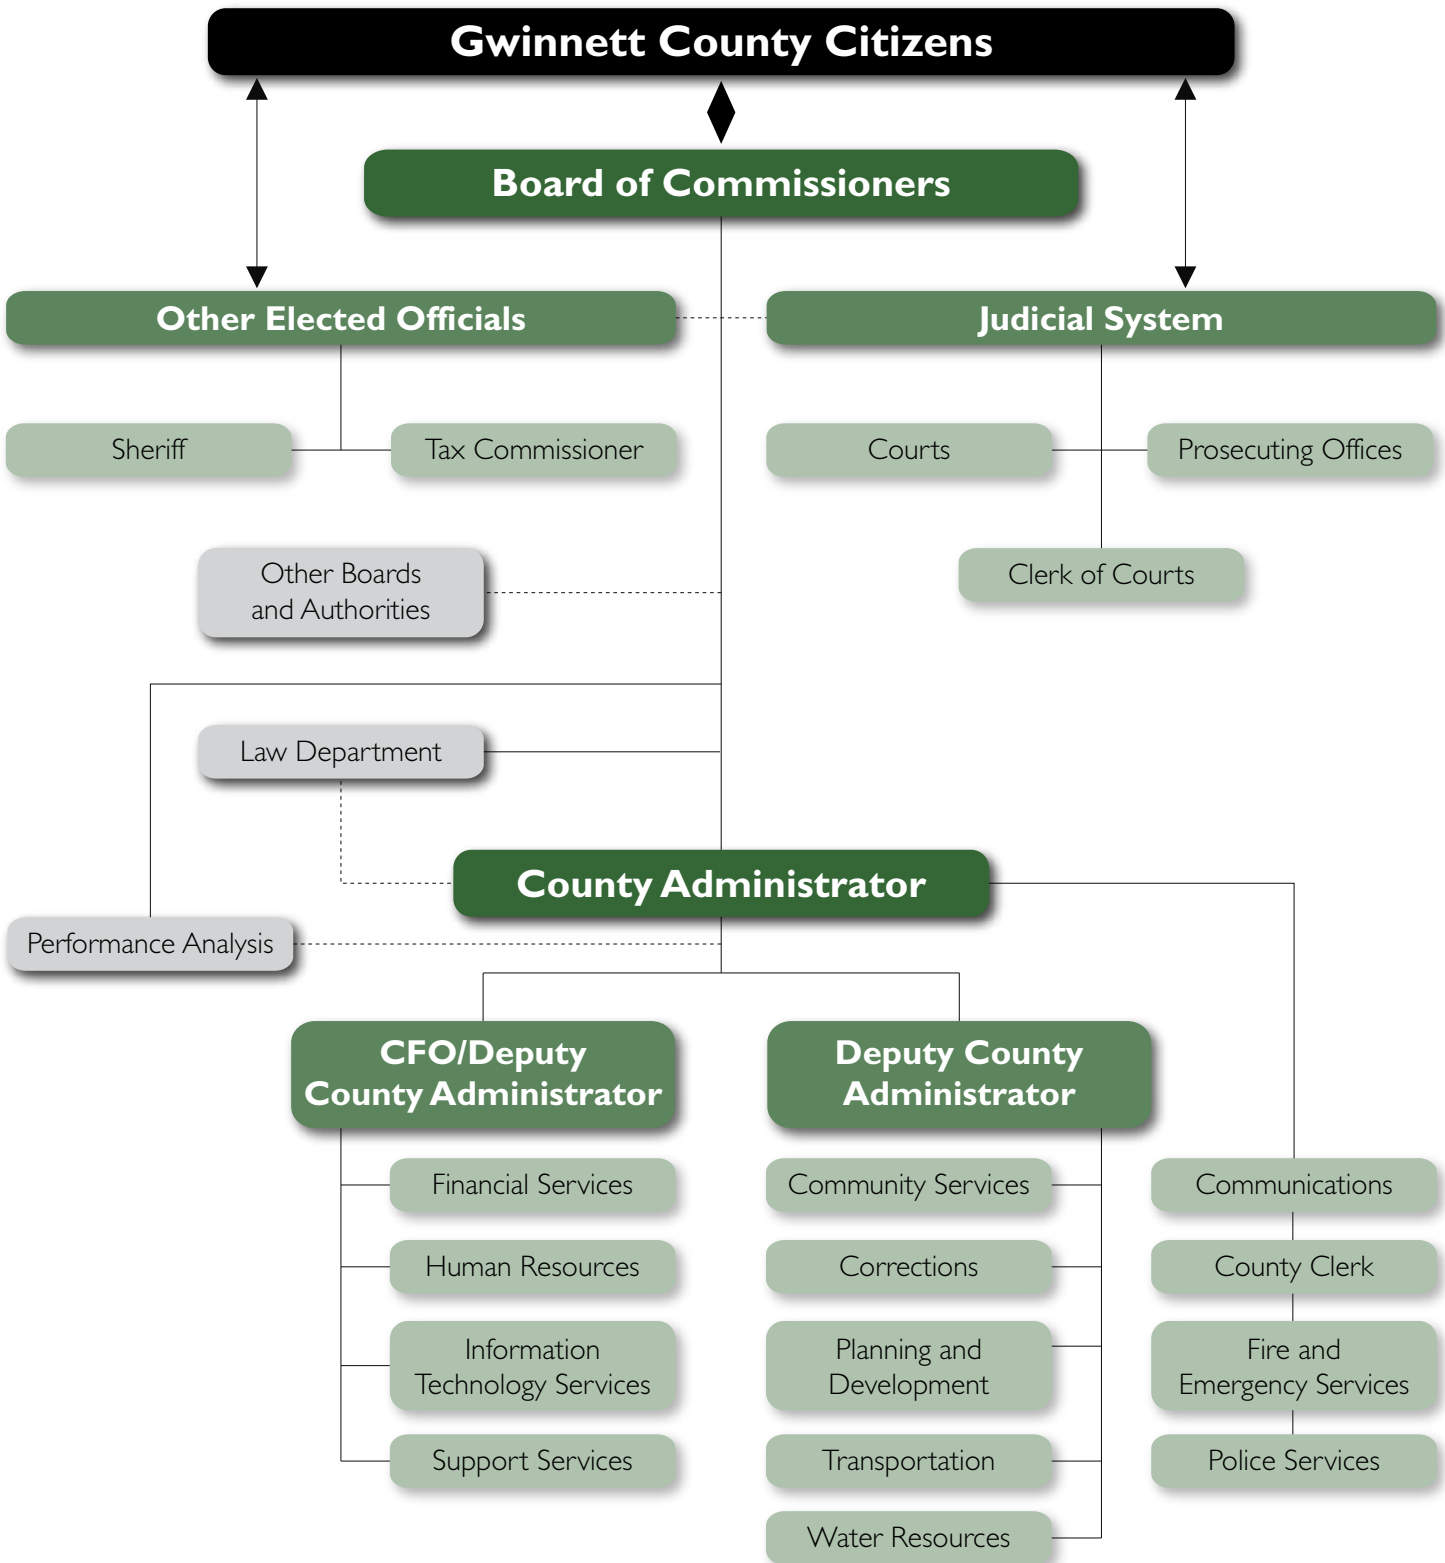 Gwinnett County Citizens
Board of Commissioners
Other Elected Officials
Judicial System
Sheriff
Tax Commissioner
Courts
Prosecuting Offices
Clerk of Courts
Other Boards
and Authorities
Law Department
County Administrator
Performance Analysis
CFO/Deputy
County Administrator
Deputy County
Administrator
Financial Services
Human Resources
Information
Technology Services
Support Services
Community Services
Corrections
Planning and
Development
Transportation
Water Resources
Communications
County Clerk
Fire and
Emergency Services
Police Services